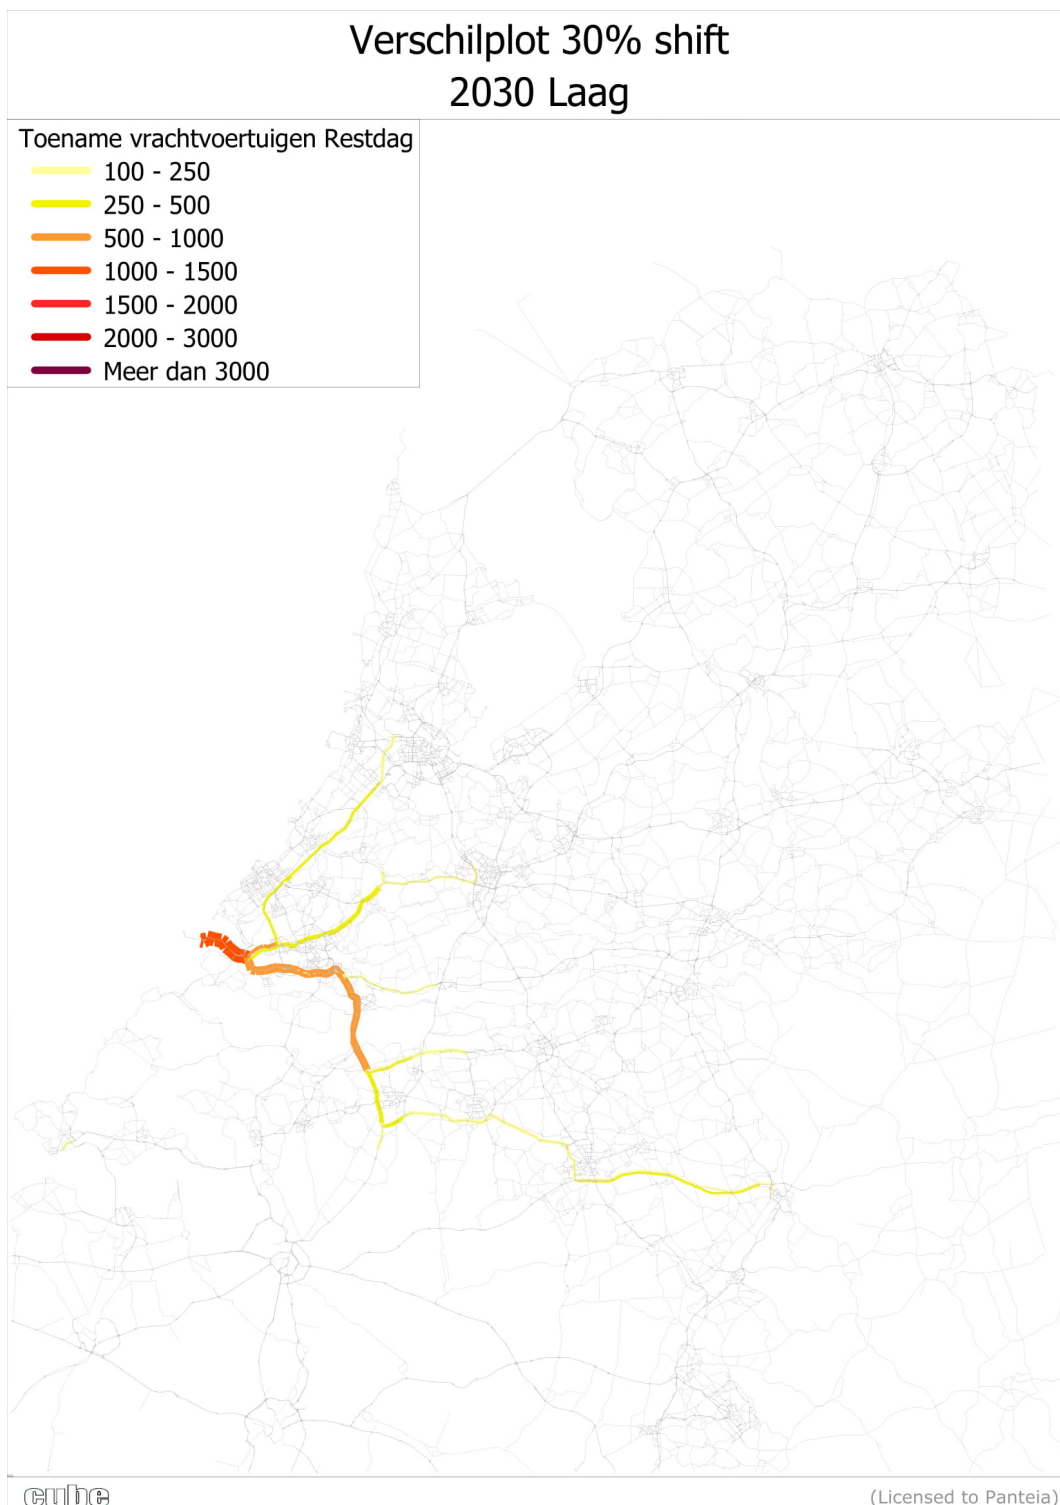 Verschilplot 30% shift
2030 Laag
Toename vrachtvoertuigen Restdag
100 - 250
250 - 500
500 - 1000
1000 - 1500
1500 - 2000
2000 - 3000
Meer dan 3000
cube
(Licensed to Panteia)